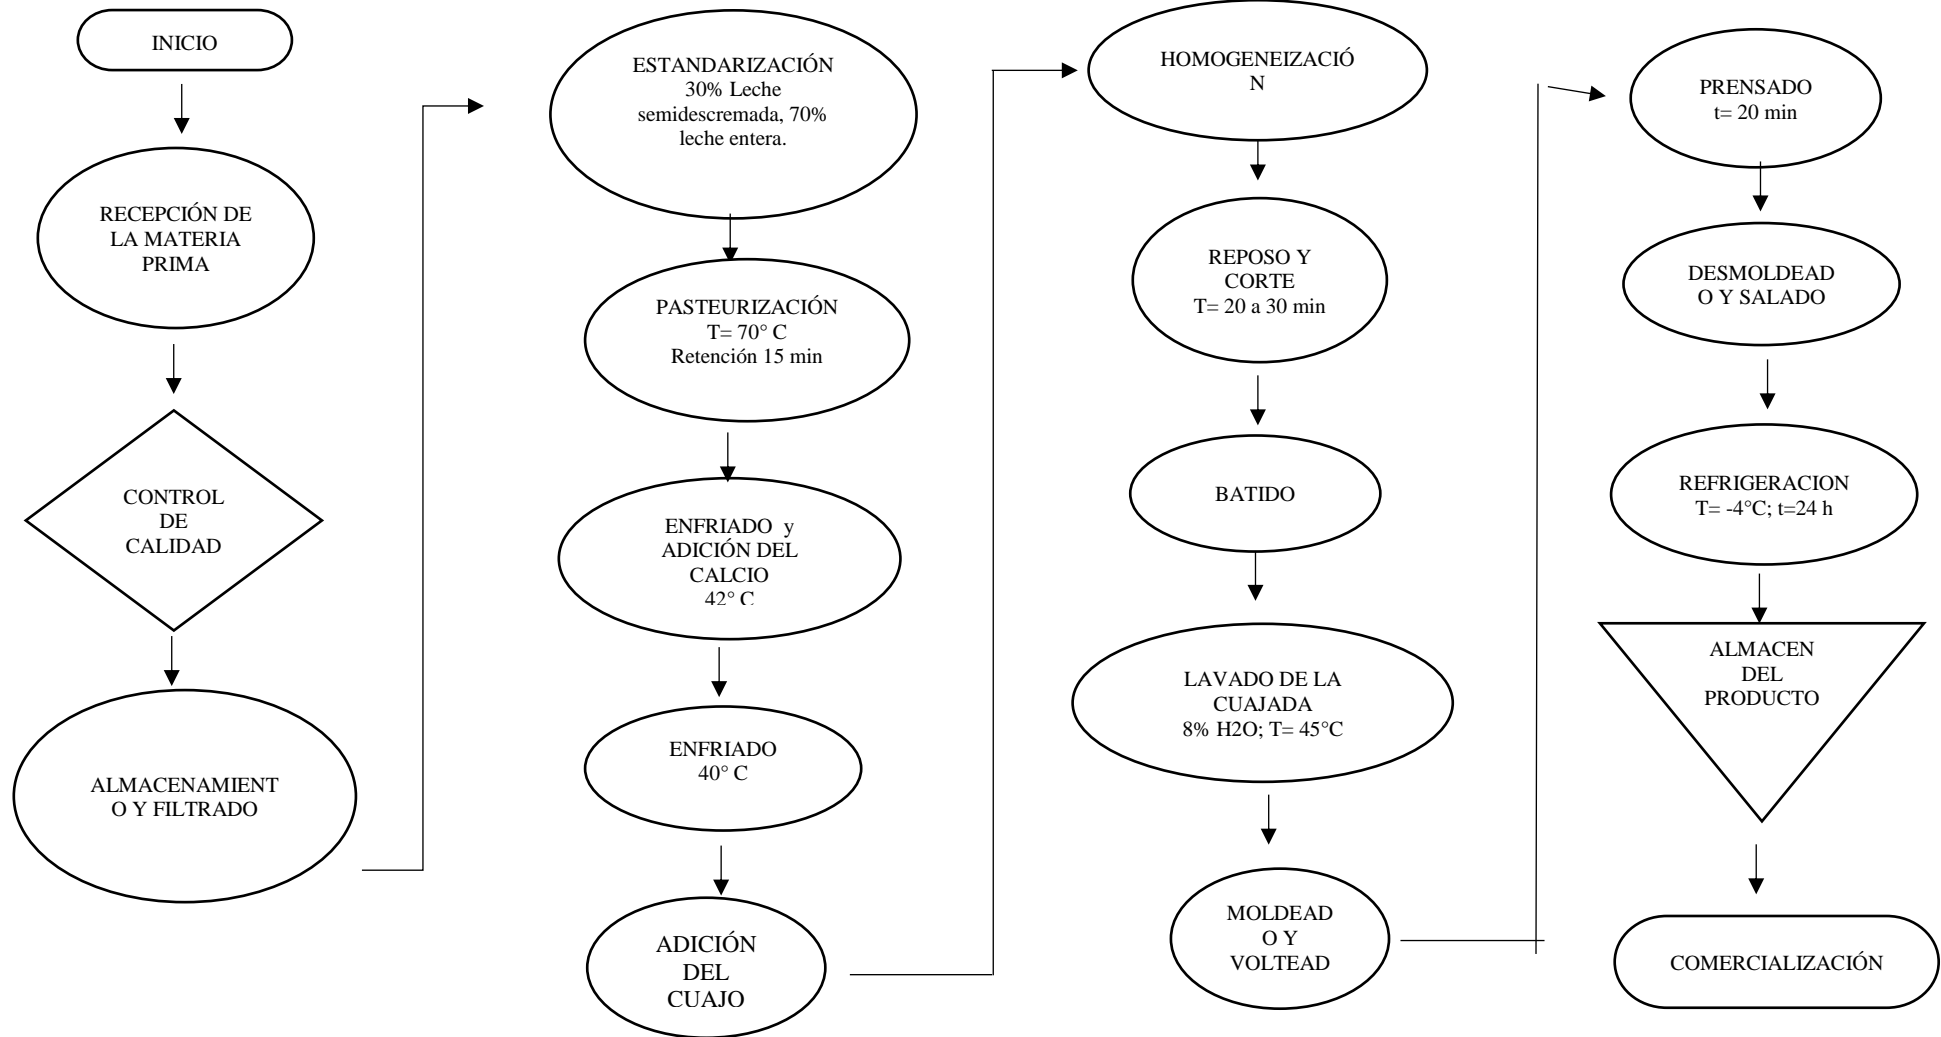 INICIO
RECEPCIÓN DE
LA MATERIA
PRIMA
CONTROL
DE
CALIDAD
ALMACENAMIENT
O Y FILTRADO
ESTANDARIZACIÓN
30% Leche
semidescremada, 70%
leche entera.
PASTEURIZACIÓN
T= 70° C
Retención 15 min
ENFRIADO y
ADICIÓN DEL
CALCIO
42° C
ENFRIADO
40° C
ADICIÓN
DEL
CUAJO
HOMOGENEIZACIÓ
N
REPOSO Y
CORTE
T= 20 a 30 min
BATIDO
LAVADO DE LA
CUAJADA
8% H2O; T= 45°C
MOLDEAD
O Y
VOLTEAD
PRENSADO
t= 20 min
DESMOLDEAD
O Y SALADO
REFRIGERACION
T= -4°C; t=24 h
ALMACEN
DEL
PRODUCTO
COMERCIALIZACIÓN